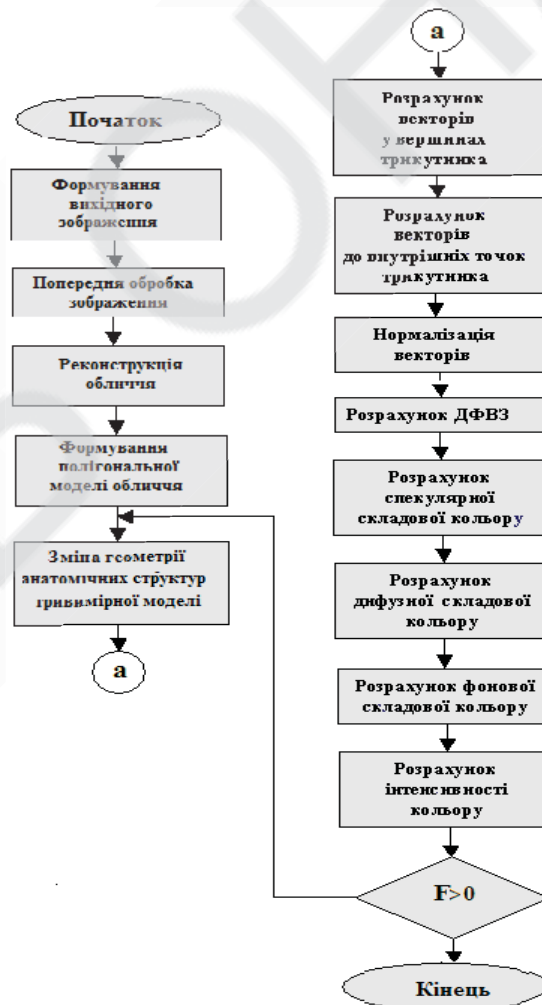 Початок
Формування
вихідного
зображення
Попередня обробка
зображення
Реконструкція
обличчя
Формування
полігональної
моделі обличчя
Зміна геометрії
анатомічних структур
тривимірної моделі
а
а
Розрахунок
векторів
у вершинах
трикутника
Розрахунок
векторів
до внутрішніх точок
трикутника
Нормалізація
векторів
Розрахунок ДФВЗ
Розрахунок
спекулярної
складової кольору
Розрахунок
дифузної складової
кольору
Розрахунок фонової
складової кольору
Розрахунок
інтенсивності
кольору
F>0
Кінець